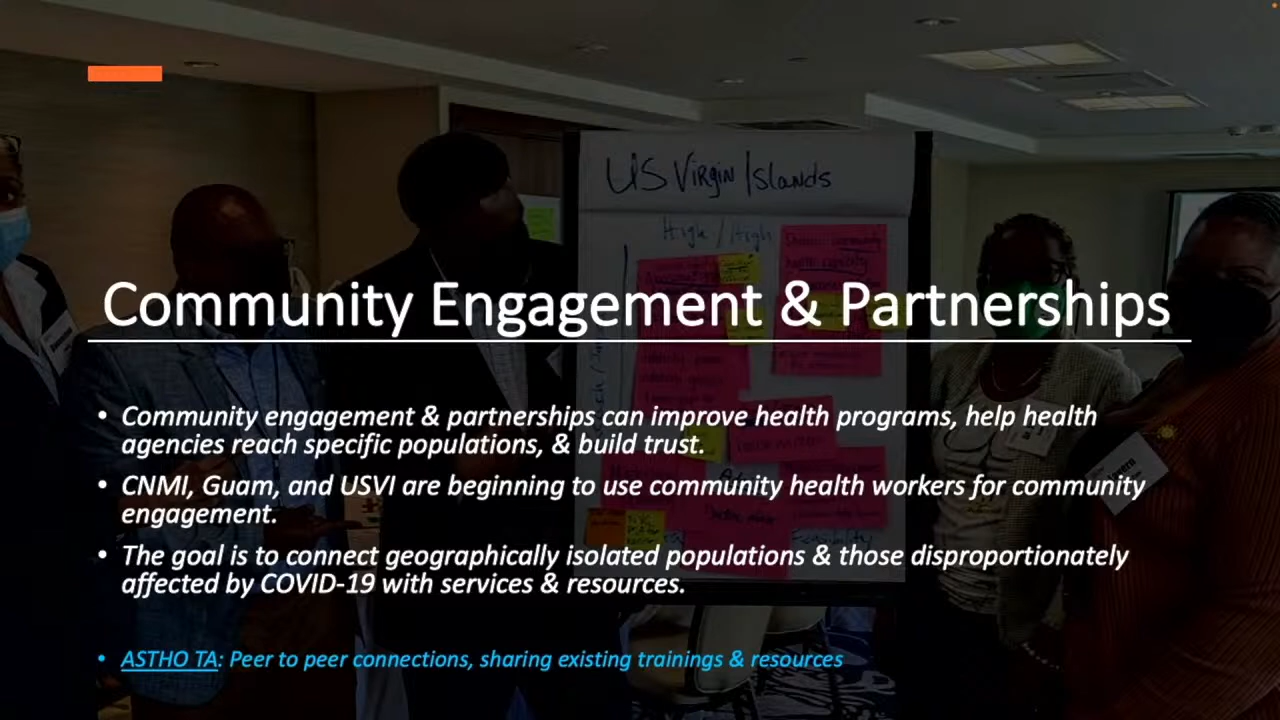 US Virgin Islands
High / High
Community Engagement & Partnerships
• Community engagement & partnerships can improve health programs, help health
agencies reach specific populations, & build trust.
• CNMI, Guam, and USVI are beginning to use community health workers for community
engagement.
• The goal is to connect geographically isolated populations & those disproportionately
affected by COVID-19 with services & resources.
Feasibility
• ASTHO TA: Peer to peer connections, sharing existing trainings & resources